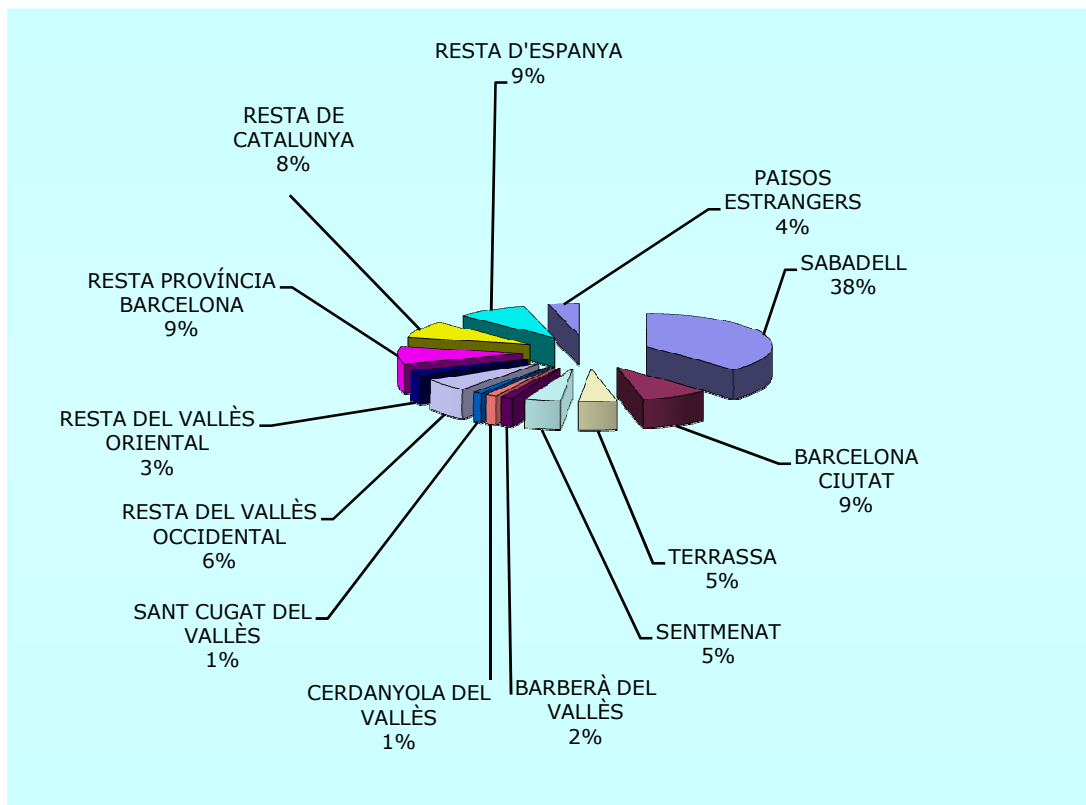 RESTA D'ESPANYA
9%
RESTA DE
CATALUNYA
8%
PAISOS
ESTRANGERS
4%
SABADELL
38%
RESTA PROVÍNCIA
BARCELONA
9%
RESTA DEL VALLÈS
ORIENTAL
3%
BARCELONA
CIUTAT
9%
RESTA DEL VALLÈS
OCCIDENTAL
6%
TERRASSA
5%
SANT CUGAT DEL
VALLÈS
1%
SENTMENAT
5%
CERDANYOLA DEL
VALLÈS
1%
BARBERÀ DEL
VALLÈS
2%